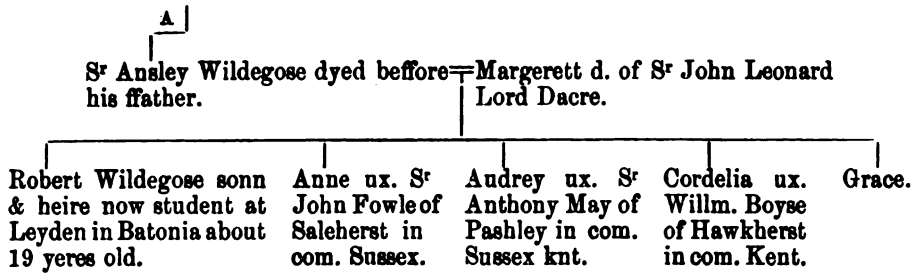 A
Sr Ansley Wildegose dyed beffore
his ffather.
Margerett d. of Sr John Leonard
Lord Dacre.
Robert Wildegose sonn
& heire now student at
Leyden in Batonia about
19 yeres old.
Anne ux. Sr
John Fowle of
Saleherst in
com. Sussex.
Audrey ux. Sr
Anthony May of
Pashley in com.
Sussex knt.
Cordelia ux.
Willm. Boyse
of Hawkherst
in com. Kent.
Grace.